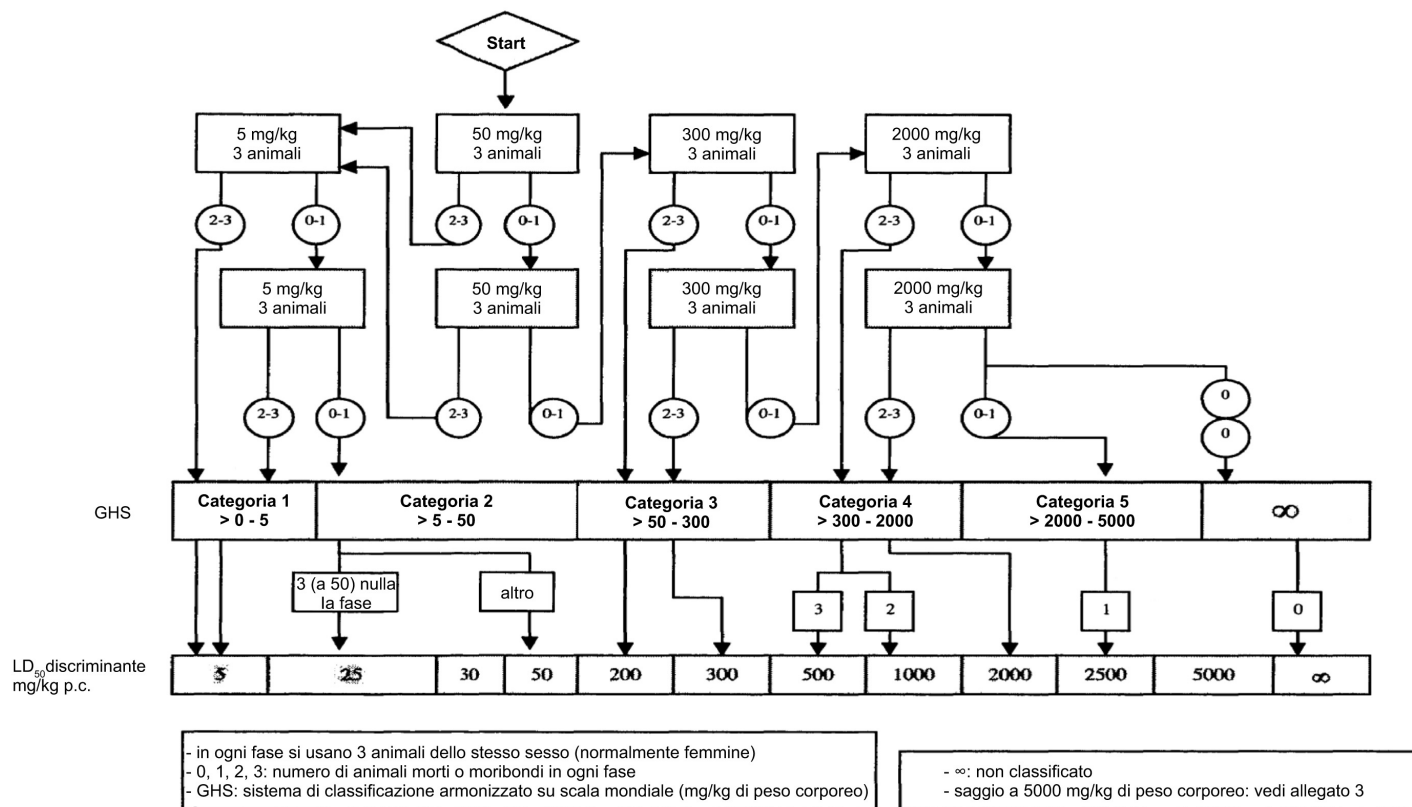 Start
5 mg/kg
3 animali
50 mg/kg
3 animali
300 mg/kg
3 animali
2000 mg/kg
3 animali
2-3
0-1
2-3
0-1
2-3
0-1
2-3
0-1
5 mg/kg
3 animali
50 mg/kg
3 animali
300 mg/kg
3 animali
2000 mg/kg
3 animali
2-3
0-1
2-3
0-1
2-3
0-1
2-3
0-1
0
0
GHS
Categoria 1
> 0 - 5
Categoria 2
> 5 - 50
Categoria 3
> 50 - 300
Categoria 4
> 300 - 2000
Categoria 5
> 2000 - 5000
∞
3 (a 50) nulla
la fase
altro
3
2
1
0
LD50 discriminante
mg/kg p.c.
5
25
30
50
200
300
500
1000
2000
2500
5000
∞
- in ogni fase si usano 3 animali dello stesso sesso (normalmente femmine)
- 0, 1, 2, 3: numero di animali morti o moribondi in ogni fase
- GHS: sistema di classificazione armonizzato su scala mondiale (mg/kg di peso corporeo)
- ∞: non classificato
- saggio a 5000 mg/kg di peso corporeo: vedi allegato 3